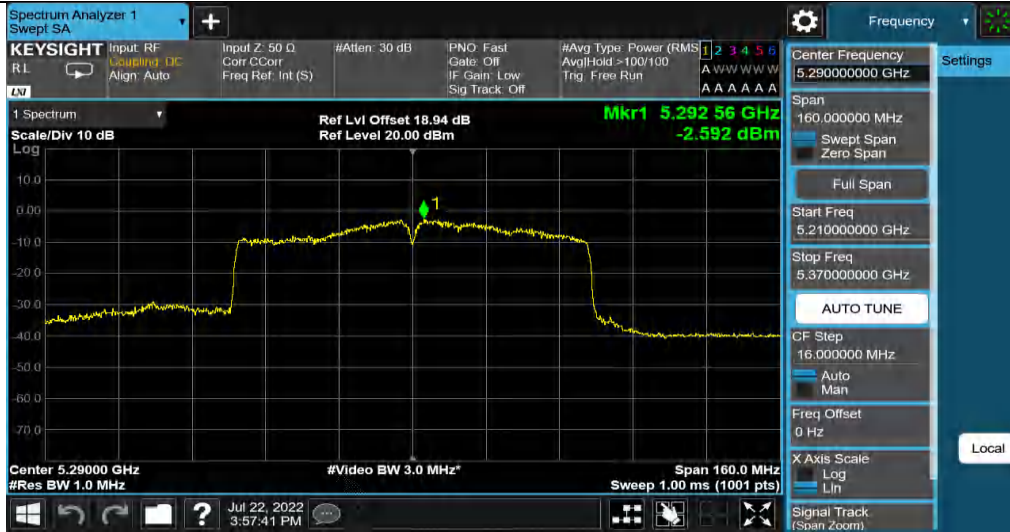 Spectrum Analyzer 1
Swept SA
+
Frequency
KEYSIGHT
RL
LXI
Input: RF
Coupling: DC
Align: Auto
Input Z: 50 Ω
Corr CCorr
Freq Ref: Int (S)
#Atten: 30 dB
PNO: Fast
Gate: Off
IF Gain: Low
Sig Track: Off
#Avg Type: Power (RMS
Avg|Hold >100/100
Trig: Free Run
1 2 3 4 5 6
A W W W W W
A A A A A A
1 Spectrum
Scale/Div 10 dB
Log
Ref Lvl Offset 18.94 dB
Ref Level 20.00 dBm
Mkr1 5.292 56 GHz
-2.592 dBm
1
10.0
0.00
-10.0
-20.0
-30.0
-40.0
-50.0
-60.0
-70.0
Center 5.29000 GHz
#Res BW 1.0 MHz
#Video BW 3.0 MHz*
Span 160.0 MHz
Sweep 1.00 ms (1001 pts)
Center Frequency
5.290000000 GHz
Span
160.000000 MHz
Swept Span
Zero Span
Full Span
Start Freq
5.210000000 GHz
Stop Freq
5.370000000 GHz
AUTO TUNE
CF Step
16.000000 MHz
Auto
Man
Freq Offset
0 Hz
X Axis Scale
Log
Lin
Signal Track
(Span Zoom)
Settings
Local
?
Jul 22, 2022
3:57:41 PM